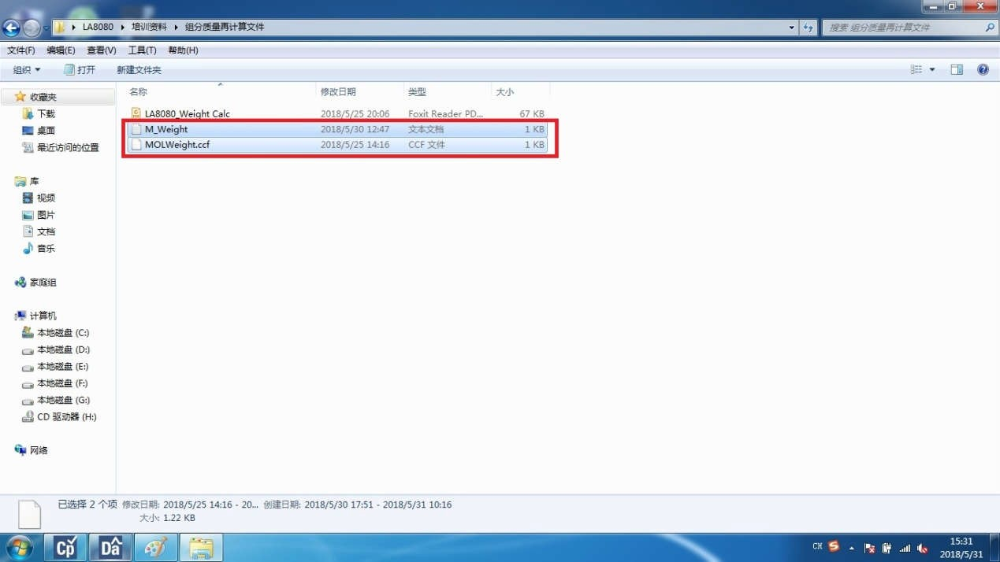 LA8080 培训资料 组分质量再计算文件
搜索 组分质量再计算文件
文件(F) 编辑(E) 查看(V) 工具(T) 帮助(H)
组织 打开 新建文件夹
名称 修改日期 类型 大小
LA8080_Weight Calc 2018/5/25 20:06 Foxit Reader PD... 67 KB
M_Weight 2018/5/30 12:47 文本文档 1 KB
MOLWeight.ccf 2018/5/25 14:16 CCF 文件 1 KB
收藏夹
下载
桌面
最近访问的位置
库
视频
图片
文档
音乐
家庭组
计算机
本地磁盘 (C:)
本地磁盘 (D:)
本地磁盘 (E:)
本地磁盘 (F:)
本地磁盘 (G:)
CD 驱动器 (H:)
网络
已选择 2 个项 修改日期: 2018/5/25 14:16 - 20... 创建日期: 2018/5/30 17:51 - 2018/5/31 10:16
大小: 1.22 KB
Cp Da CH 15:31
2018/5/31